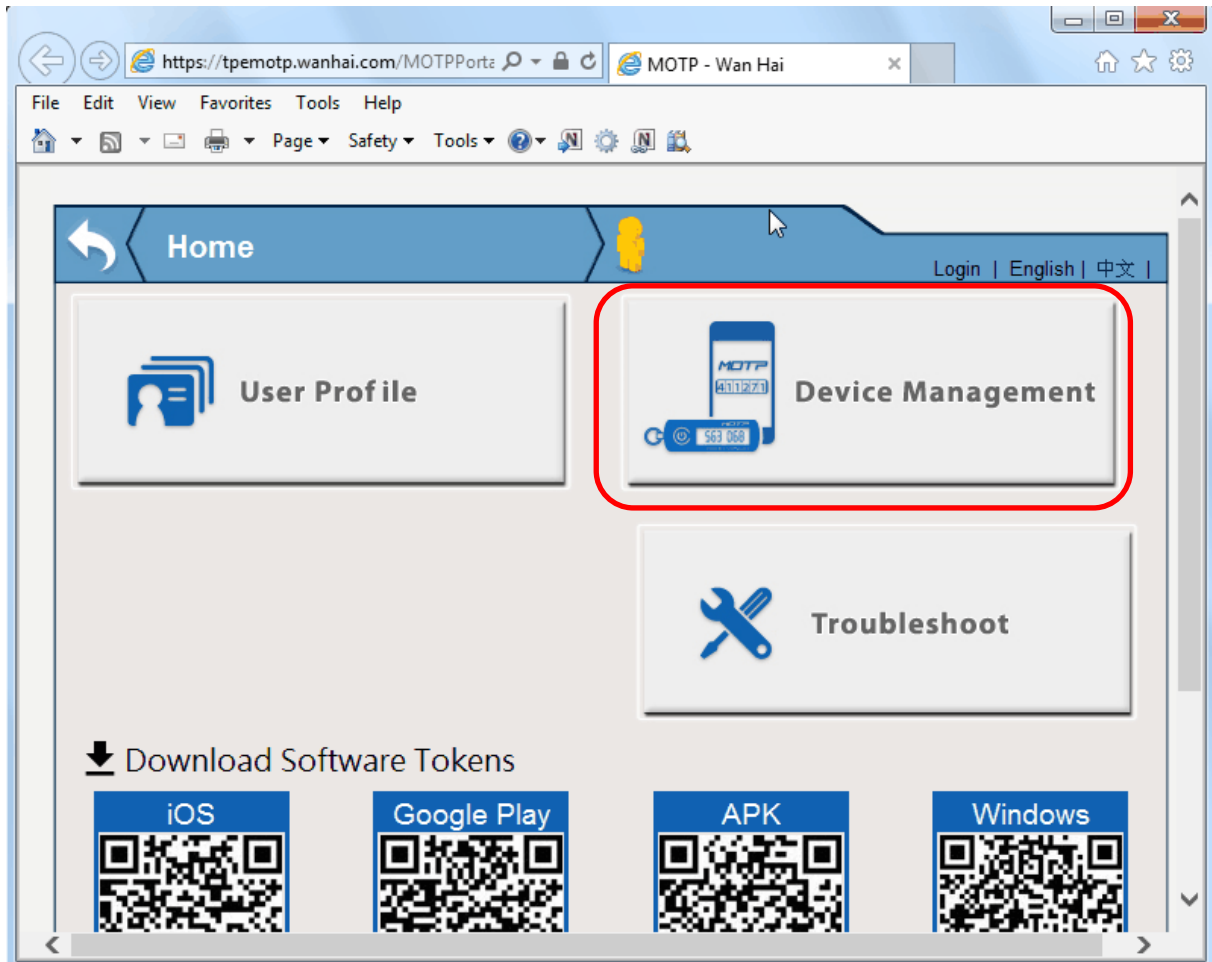 https://tpemotp.wanhai.com/MOTPPorta
MOTP - Wan Hai
File Edit View Favorites Tools Help
Page Safety Tools
Home
Login | English | 中文 |
User Profile
MOTP
411271
563 068
Device Management
Troubleshoot
Download Software Tokens
iOS Google Play APK Windows